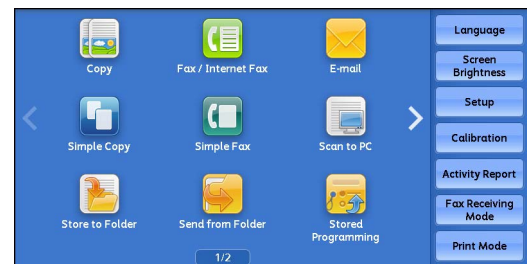 Copy
Fax / Internet Fax
E-mail
Simple Copy
Simple Fax
Scan to PC
Store to Folder
Send from Folder
Stored
Programming
1/2
Language
Screen
Brightness
Setup
Calibration
Activity Report
Fax Receiving
Mode
Print Mode